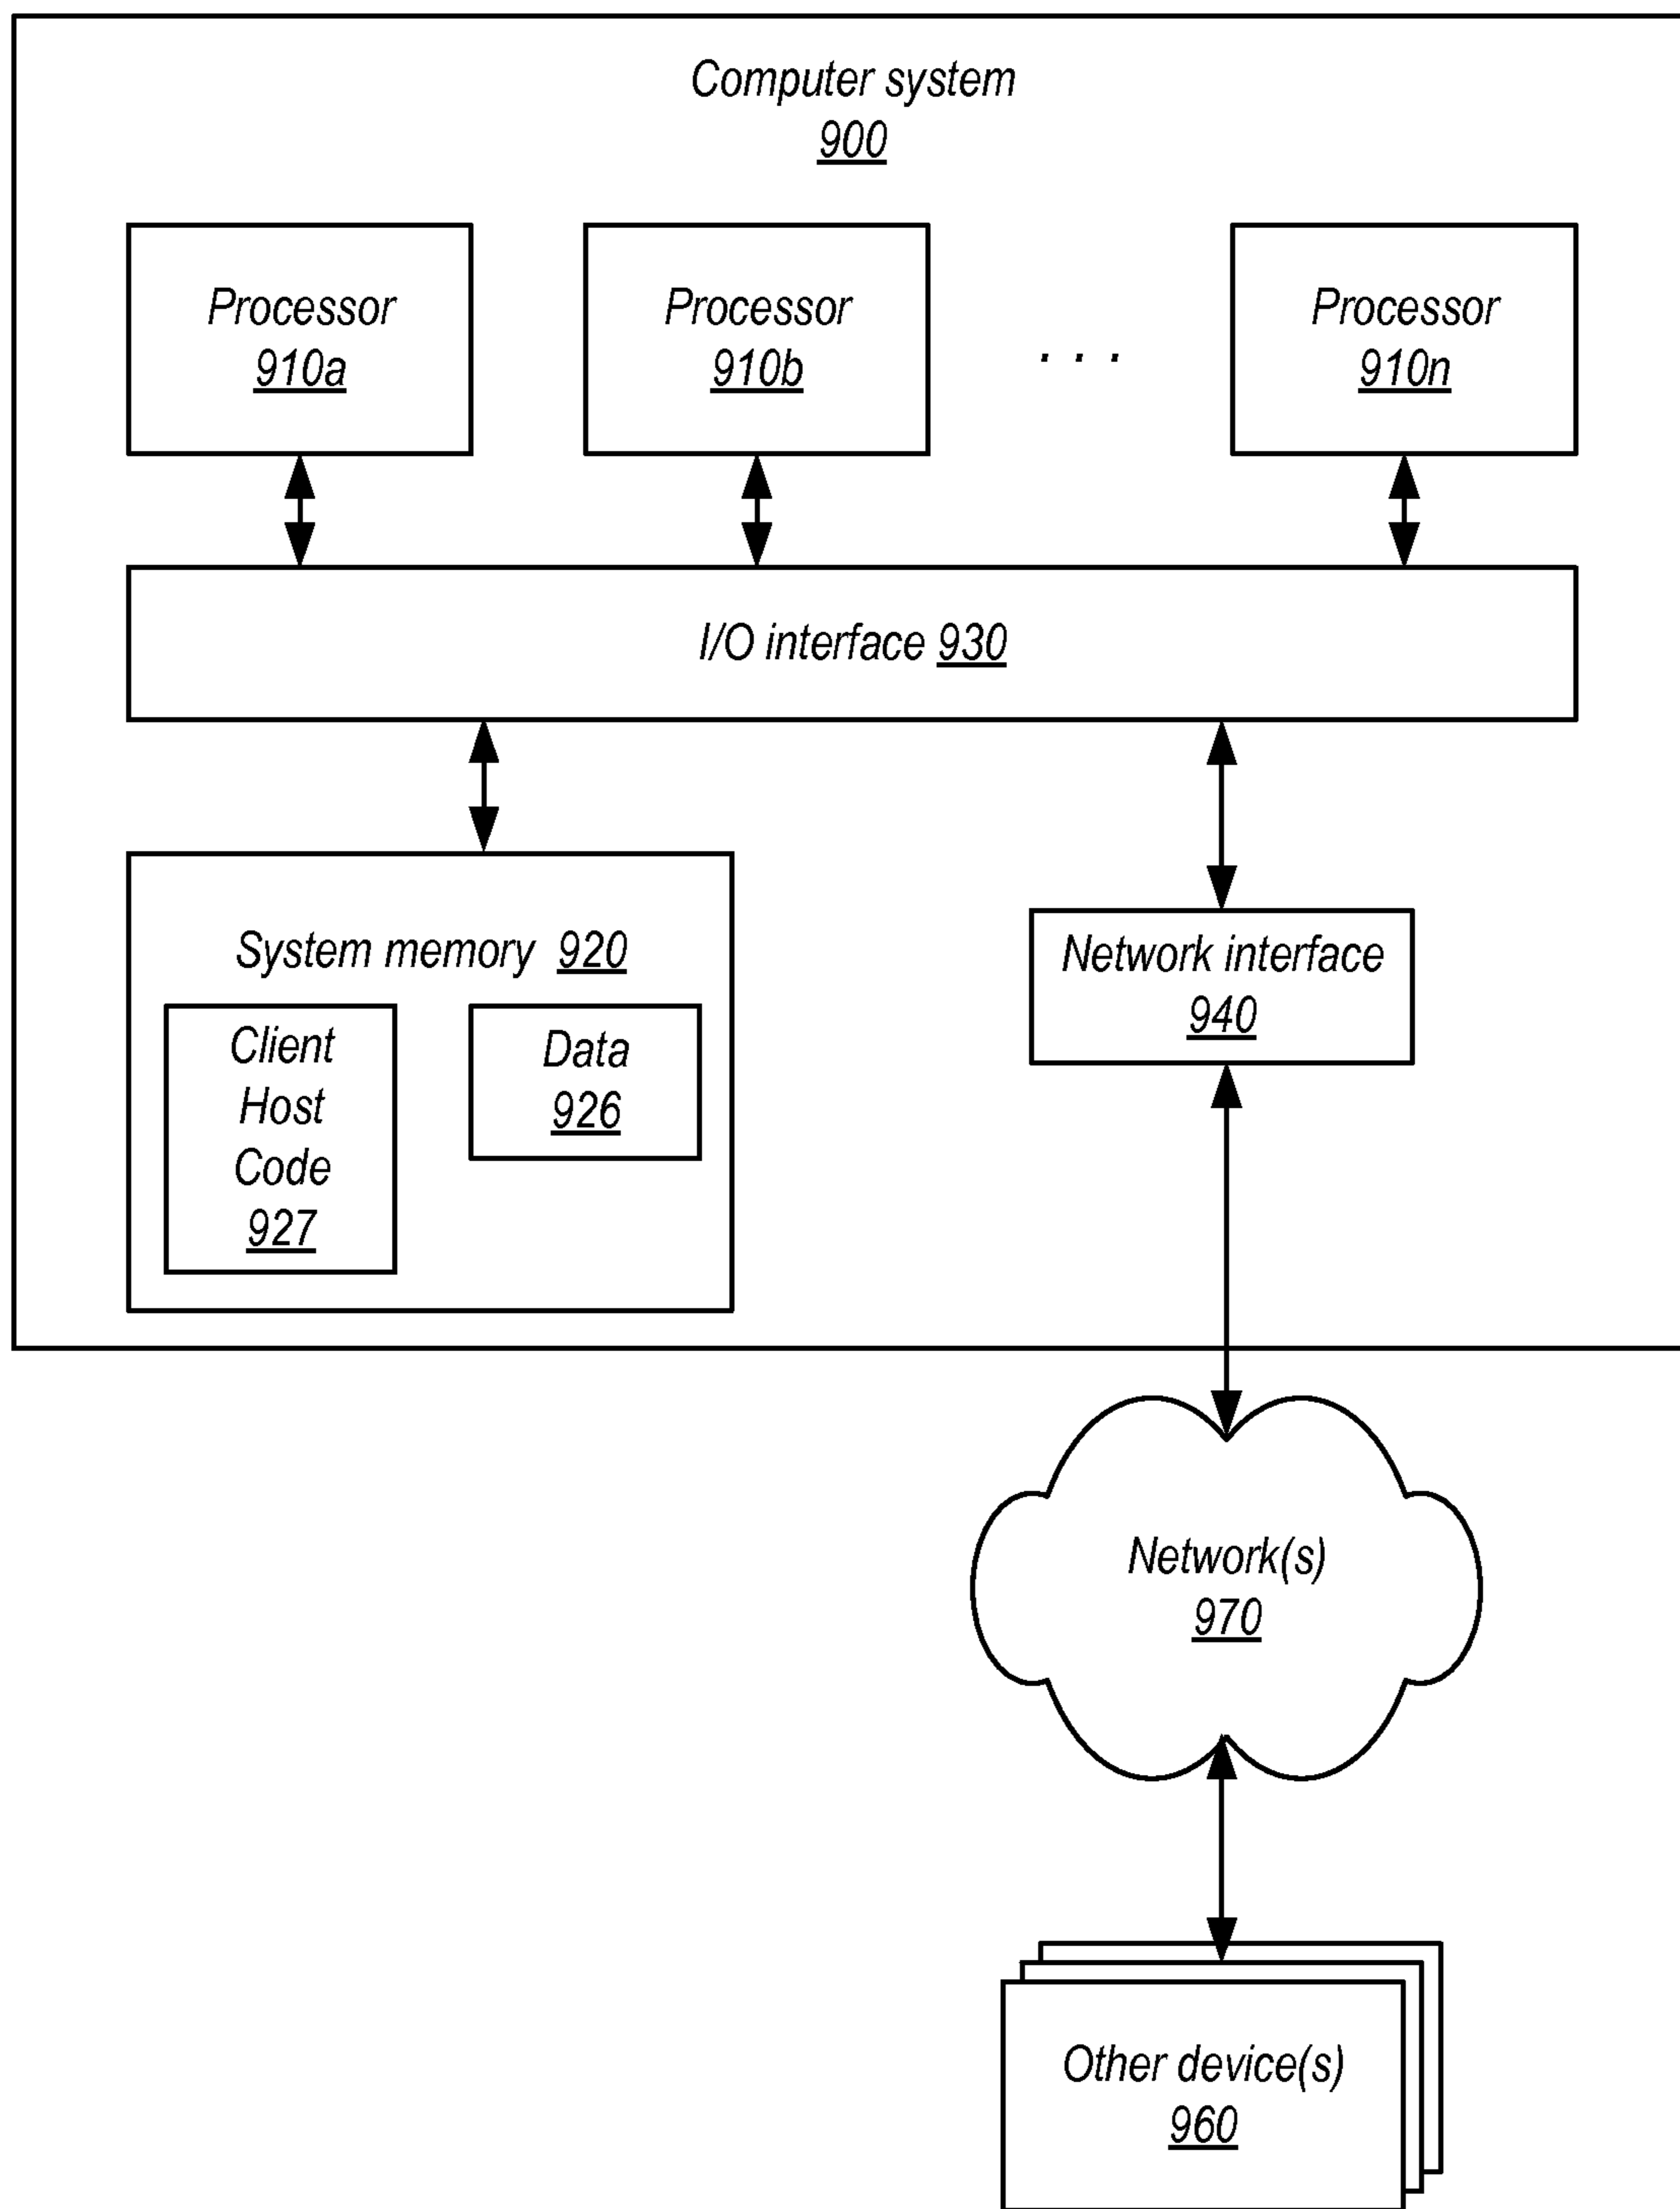 Computer system
900
Processor
910a
Processor
910b
. . .
Processor
910n
I/O interface 930
System memory 920
Client
Host
Code
927
Data
926
Network interface
940
Network(s)
970
Other device(s)
960